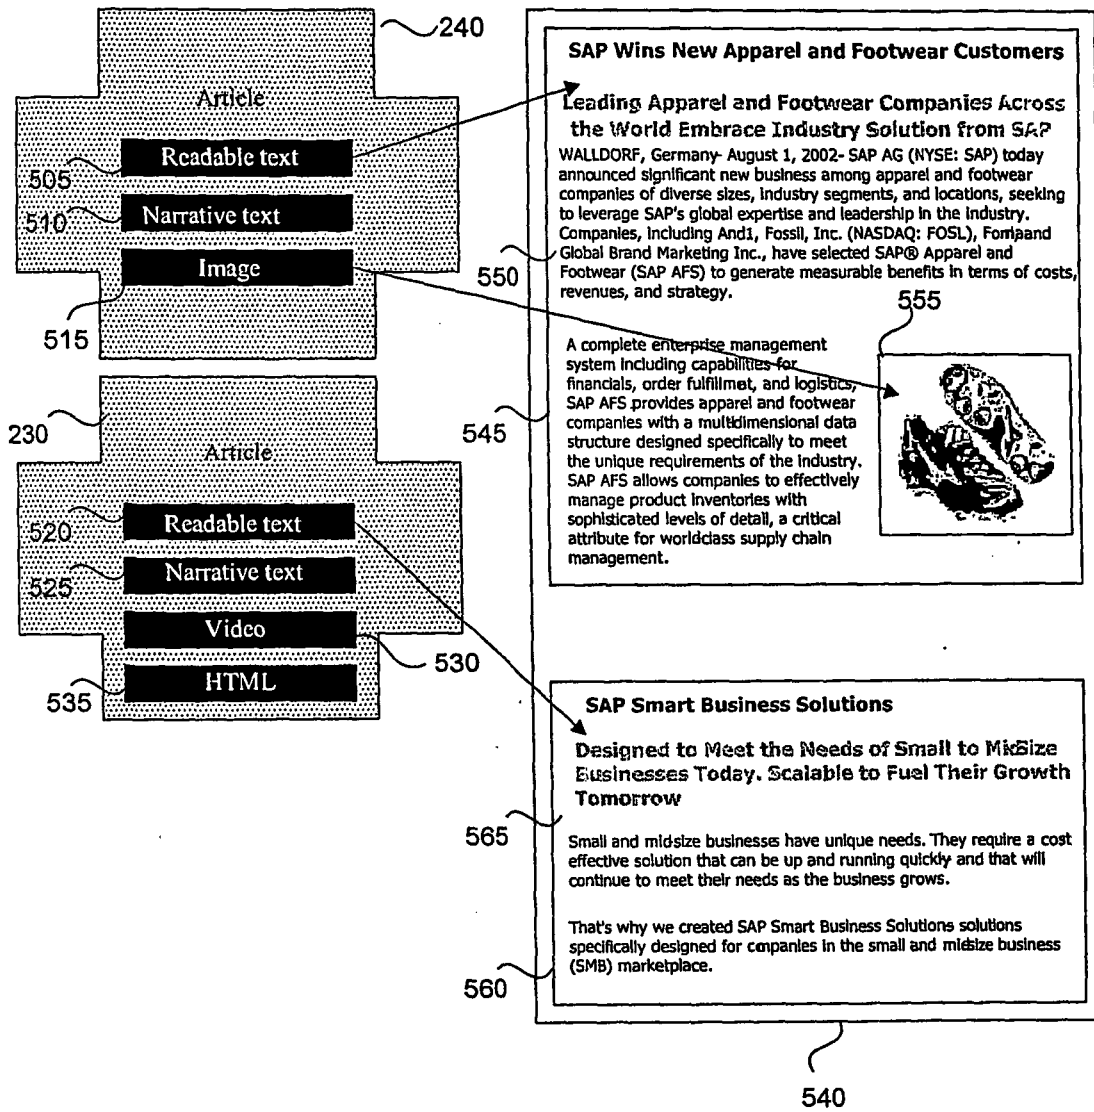 240
Article
Readable text
505
Narrative text
510
Image
515
230
Article
Readable text
520
Narrative text
525
Video
530
HTML
535
SAP Wins New Apparel and Footwear Customers
Leading Apparel and Footwear Companies Across
the World Embrace Industry Solution from SAP
WALLDORF, Germany- August 1, 2002- SAP AG (NYSE: SAP) today
announced significant new business among apparel and footwear
companies of diverse sizes, industry segments, and locations, seeking
to leverage SAP's global expertise and leadership in the industry.
Companies, including And1, Fossil, Inc. (NASDAQ: FOSL), and
550
Global Brand Marketing Inc., have selected SAP® Apparel and
Footwear (SAP AFS) to generate measurable benefits in terms of costs,
revenues, and strategy.
555
A complete enterprise management
system including capabilities for
financials, order fulfillmet, and logistics,
SAP AFS provides apparel and footwear
545
companies with a multidimensional data
structure designed specifically to meet
the unique requirements of the industry.
SAP AFS allows companies to effectively
manage product inventories with
sophisticated levels of detail, a critical
attribute for worldclass supply chain
management.
SAP Smart Business Solutions
Designed to Meet the Needs of Small to MidSize
Businesses Today. Scalable to Fuel Their Growth
Tomorrow
565
Small and mid-size businesses have unique needs. They require a cost
effective solution that can be up and running quickly and that will
continue to meet their needs as the business grows.
That's why we created SAP Smart Business Solutions solutions
specifically designed for companies in the small and midsize business
(SMB) marketplace.
560
540